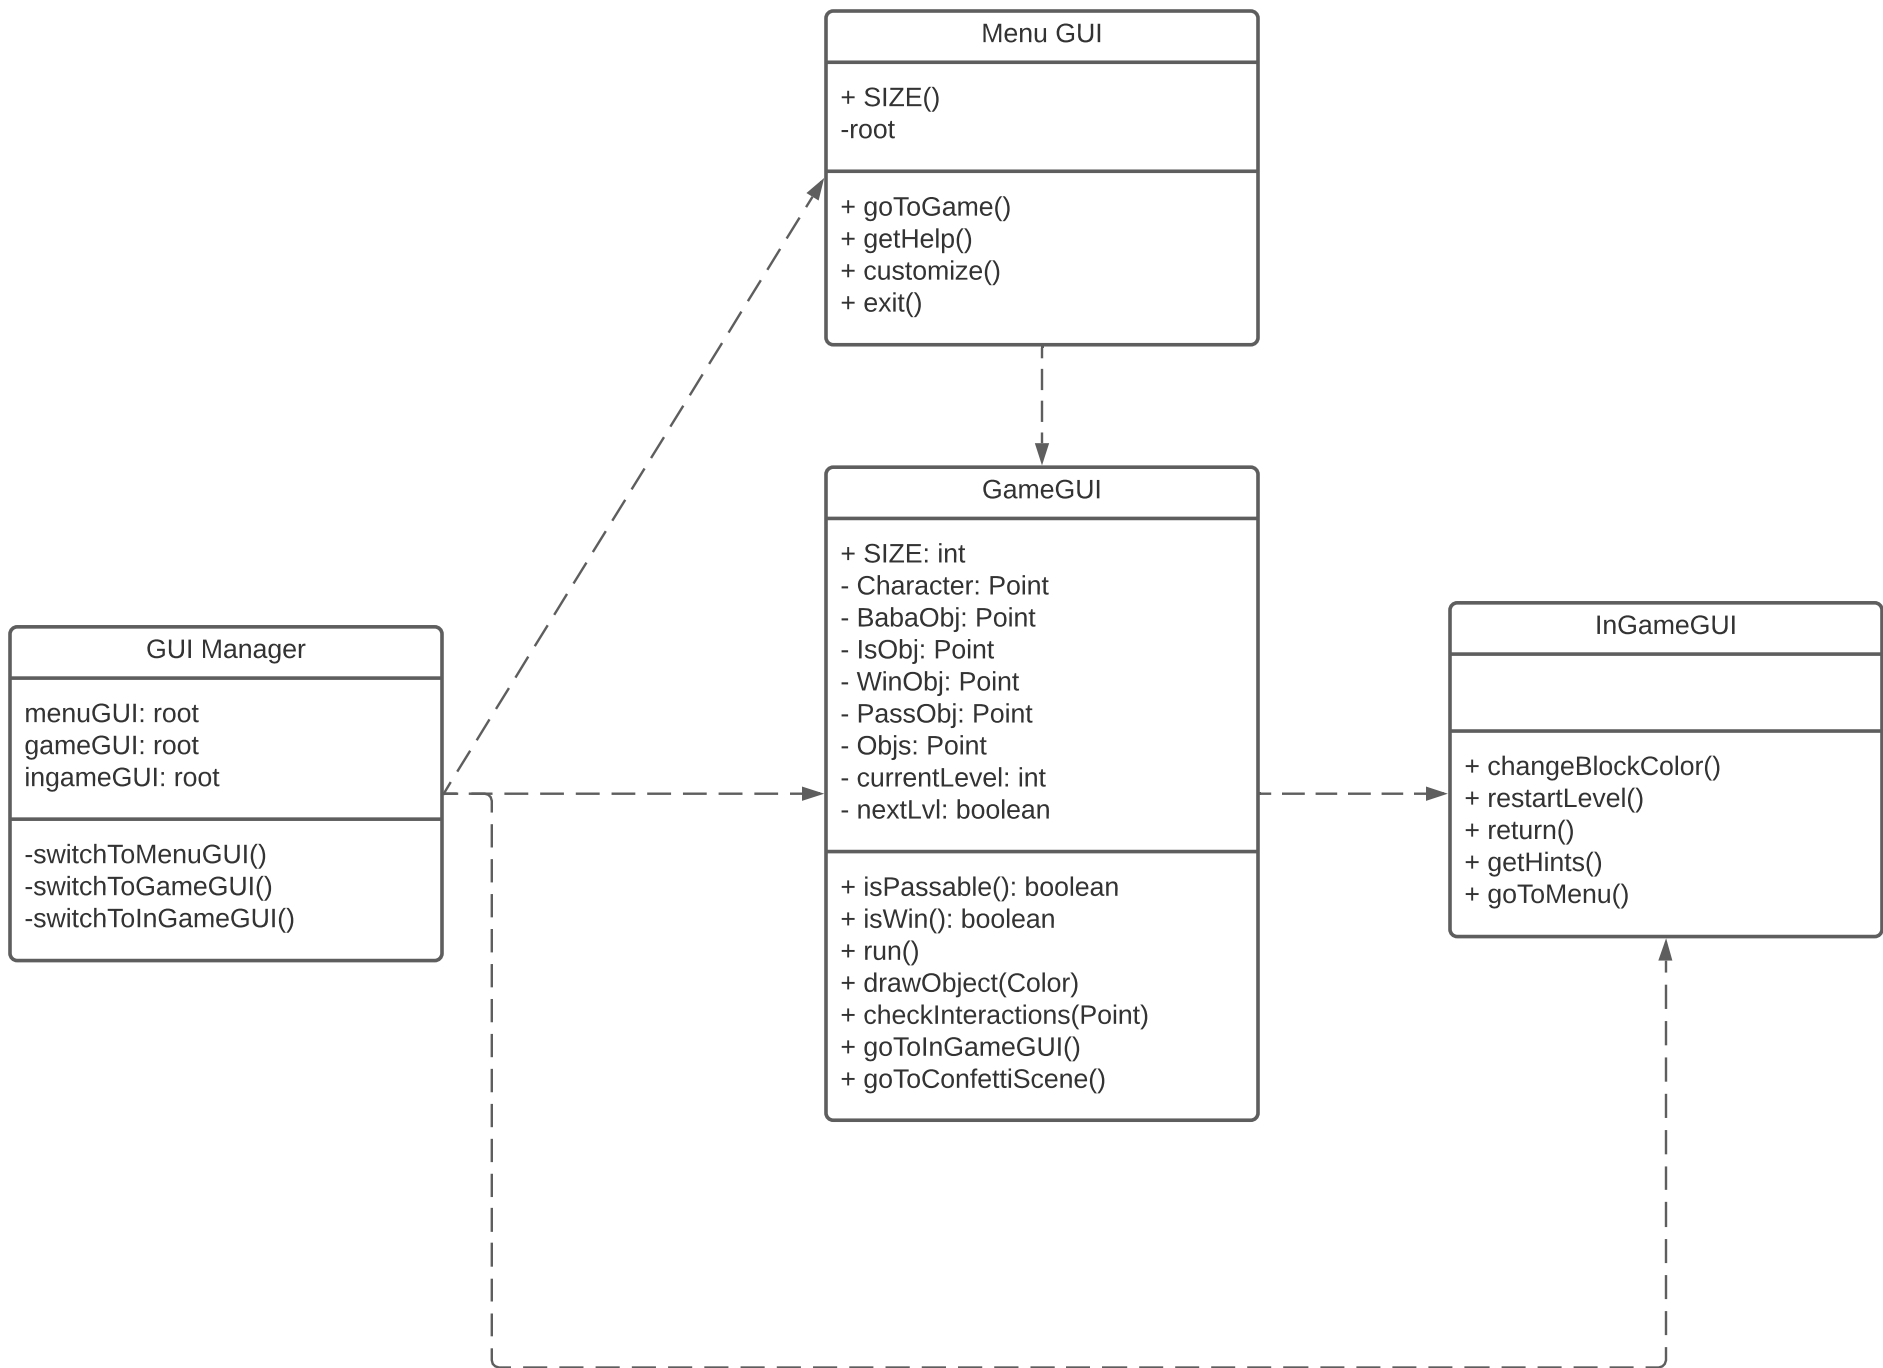 Menu GUI
+ SIZE()
-root
+ goToGame()
+ getHelp()
+ customize()
+ exit()
GameGUI
+ SIZE: int
- Character: Point
- BabaObj: Point
- IsObj: Point
- WinObj: Point
- PassObj: Point
- Objs: Point
- currentLevel: int
- nextLvl: boolean
+ isPassable(): boolean
+ isWin(): boolean
+ run()
+ drawObject(Color)
+ checkInteractions(Point)
+ goToInGameGUI()
+ goToConfettiScene()
GUI Manager
menuGUI: root
gameGUI: root
ingameGUI: root
-switchToMenuGUI()
-switchToGameGUI()
-switchToInGameGUI()
InGameGUI
+ changeBlockColor()
+ restartLevel()
+ return()
+ getHints()
+ goToMenu()